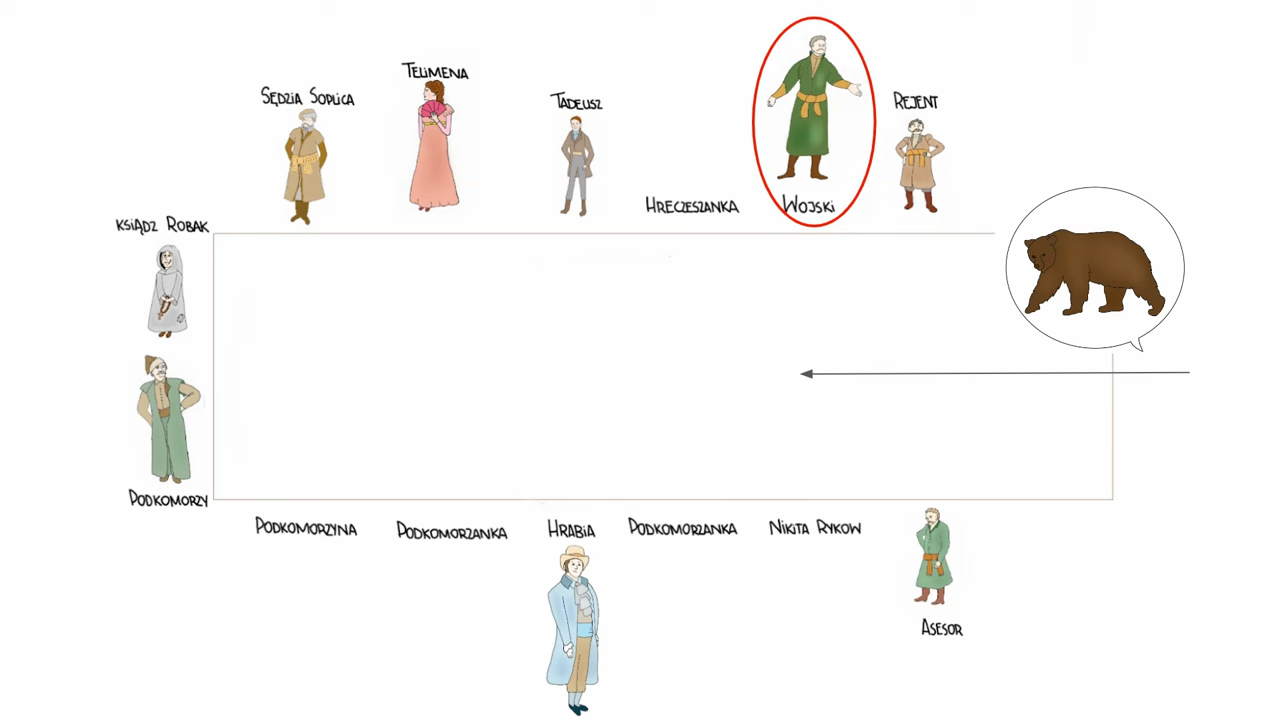 Telimena
Sędzia Soplica
Tadeusz
Rejent
Hreczeszanka
Wojski
Ksiądz Robak
Podkomorzy
Podkomorzyna
Podkomorzanka
Hrabia
Podkomorzanka
Nikita Rykow
Asesor